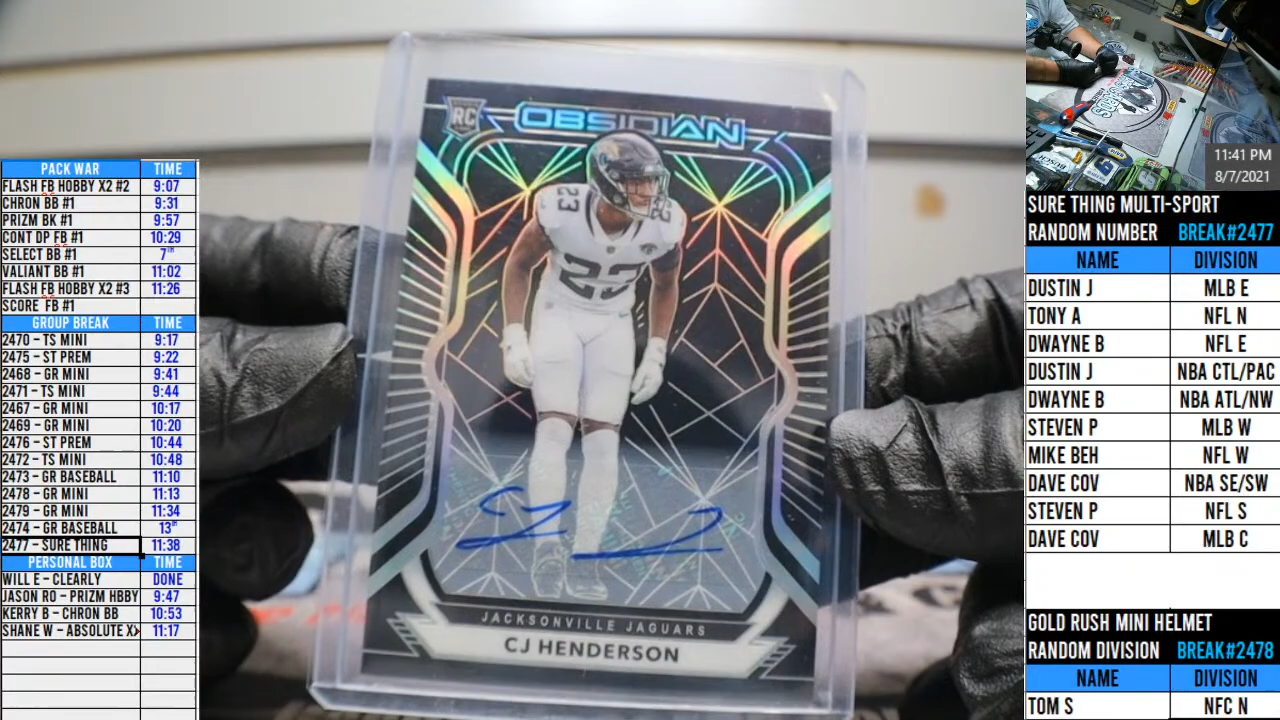 PACK WAR TIME
FLASH FB HOBBY X2 #2 9:07
CHRON BB #1 9:31
PRIZM BK #1 9:57
CONT DP FB #1 10:29
SELECT BB #1 7TH
VALIANT BB #1 11:02
FLASH FB HOBBY X2 #3 11:26
SCORE FB #1
GROUP BREAK TIME
2470 – TS MINI 9:17
2475 – ST PREM 9:22
2468 – GR MINI 9:41
2471 – TS MINI 9:44
2467 – GR MINI 10:17
2469 – GR MINI 10:20
2476 – ST PREM 10:44
2472 – TS MINI 10:48
2473 – GR BASEBALL 11:10
2478 – GR MINI 11:13
2479 – GR MINI 11:34
2474 – GR BASEBALL 13TH
2477 – SURE THING 11:38
PERSONAL BOX TIME
WILL E – CLEARLY DONE
JASON RO – PRIZM HBBY 9:47
KERRY B – CHRON BB 10:53
SHANE W – ABSOLUTE X 11:17
RC
OBSIDIAN
23
23
23
JACKSONVILLE JAGUARS
CJ HENDERSON
BUSCH
11:41 PM
8/7/2021
SURE THING MULTI-SPORT
RANDOM NUMBER BREAK#2477
NAME DIVISION
DUSTIN J MLB E
TONY A NFL N
DWAYNE B NFL E
DUSTIN J NBA CTL/PAC
DWAYNE B NBA ATL/NW
STEVEN P MLB W
MIKE BEH NFL W
DAVE COV NBA SE/SW
STEVEN P NFL S
DAVE COV MLB C
GOLD RUSH MINI HELMET
RANDOM DIVISION BREAK#2478
NAME DIVISION
TOM S NFC N